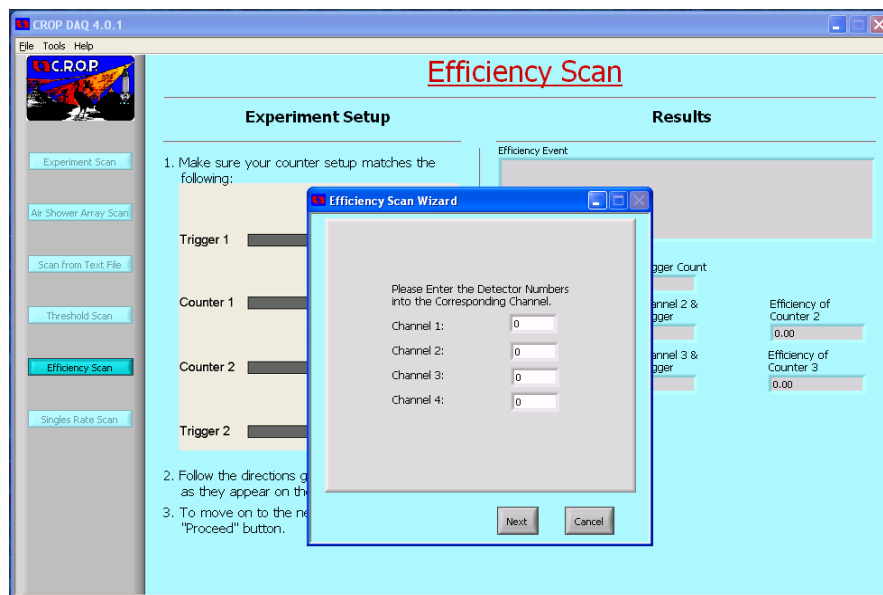 CROP DAQ 4.0.1
File Tools Help
C.R.O.P.
Efficiency Scan
Experiment Setup
Results
Experiment Scan
Air Shower Array Scan
Scan from Text File
Threshold Scan
Efficiency Scan
Singles Rate Scan
1. Make sure your counter setup matches the
following:
Trigger 1
Counter 1
Counter 2
Trigger 2
2. Follow the directions g
as they appear on th
3. To move on to the ne
"Proceed" button.
Efficiency Event
gger Count
annel 2 &
gger
Efficiency of
Counter 2
0.00
annel 3 &
gger
Efficiency of
Counter 3
0.00
Efficiency Scan Wizard
Please Enter the Detector Numbers
into the Corresponding Channel.
Channel 1: 0
Channel 2: 0
Channel 3: 0
Channel 4: 0
Next Cancel